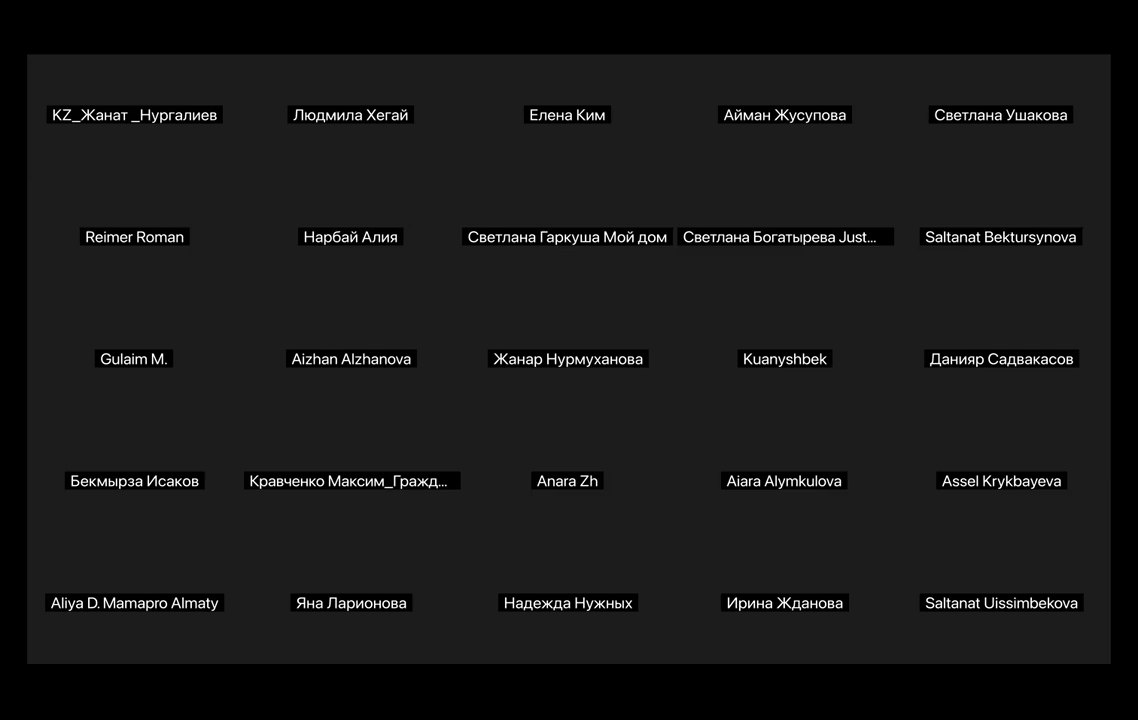 KZ_Жанат _Нургалиев
Людмила Хегай
Елена Ким
Айман Жусупова
Светлана Ушакова
Reimer Roman
Нарбай Алия
Светлана Гаркуша Мой дом
Светлана Богатырева Just...
Saltanat Bektursynova
Gulaim M.
Aizhan Alzhanova
Жанар Нурмуханова
Kuanyshbek
Данияр Садвакасов
Бекмырза Исаков
Кравченко Максим_Гражд...
Anara Zh
Aiara Alymkulova
Assel Krykbayeva
Aliya D. Mamapro Almaty
Яна Ларионова
Надежда Нужных
Ирина Жданова
Saltanat Uissimbekova